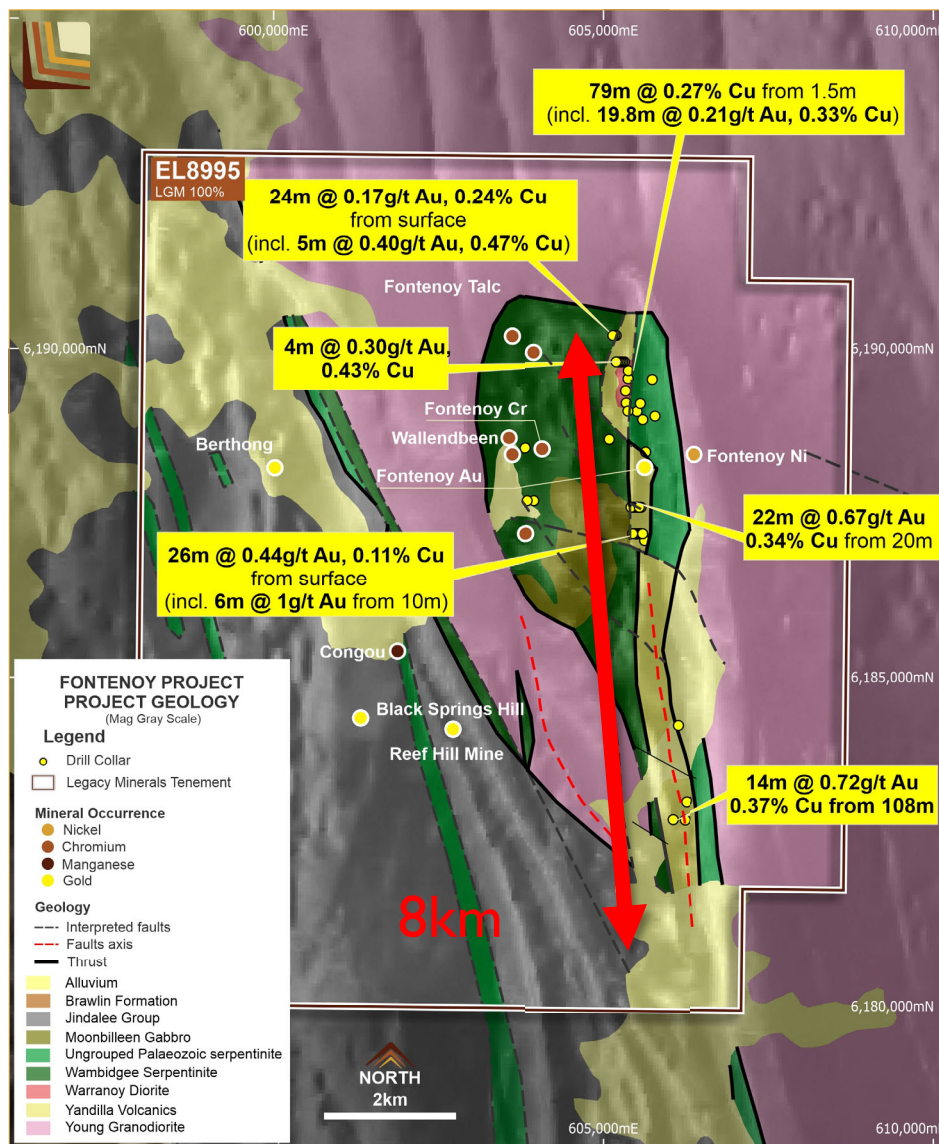 600,000mE
605,000mE
610,000mE
79m @ 0.27% Cu from 1.5m
(incl. 19.8m @ 0.21g/t Au, 0.33% Cu)
EL8995
LGM 100%
24m @ 0.17g/t Au, 0.24% Cu
from surface
(incl. 5m @ 0.40g/t Au, 0.47% Cu)
Fontenoy Talc
6,190,000mN
6,190,000mN
4m @ 0.30g/t Au,
0.43% Cu
Fontenoy Cr
Wallendbeen
Berthong
Fontenoy Au
Fontenoy Ni
22m @ 0.67g/t Au
0.34% Cu from 20m
26m @ 0.44g/t Au, 0.11% Cu
from surface
(incl. 6m @ 1g/t Au from 10m)
Congou
6,185,000mN
Black Springs Hill
Reef Hill Mine
14m @ 0.72g/t Au
0.37% Cu from 108m
8km
FONTENOY PROJECT
PROJECT GEOLOGY
(Mag Gray Scale)
Legend
Drill Collar
Legacy Minerals Tenement
Mineral Occurrence
Nickel
Chromium
Manganese
Gold
Geology
Interpreted faults
Faults axis
Thrust
Alluvium
Brawlin Formation
Jindalee Group
Moonbilleen Gabbro
Ungrouped Palaeozoic serpentinite
Wambidgee Serpentinite
Warranoy Diorite
Yandilla Volcanics
Young Granodiorite
6,180,000mN
NORTH
2km
605,000mE
610,000mE